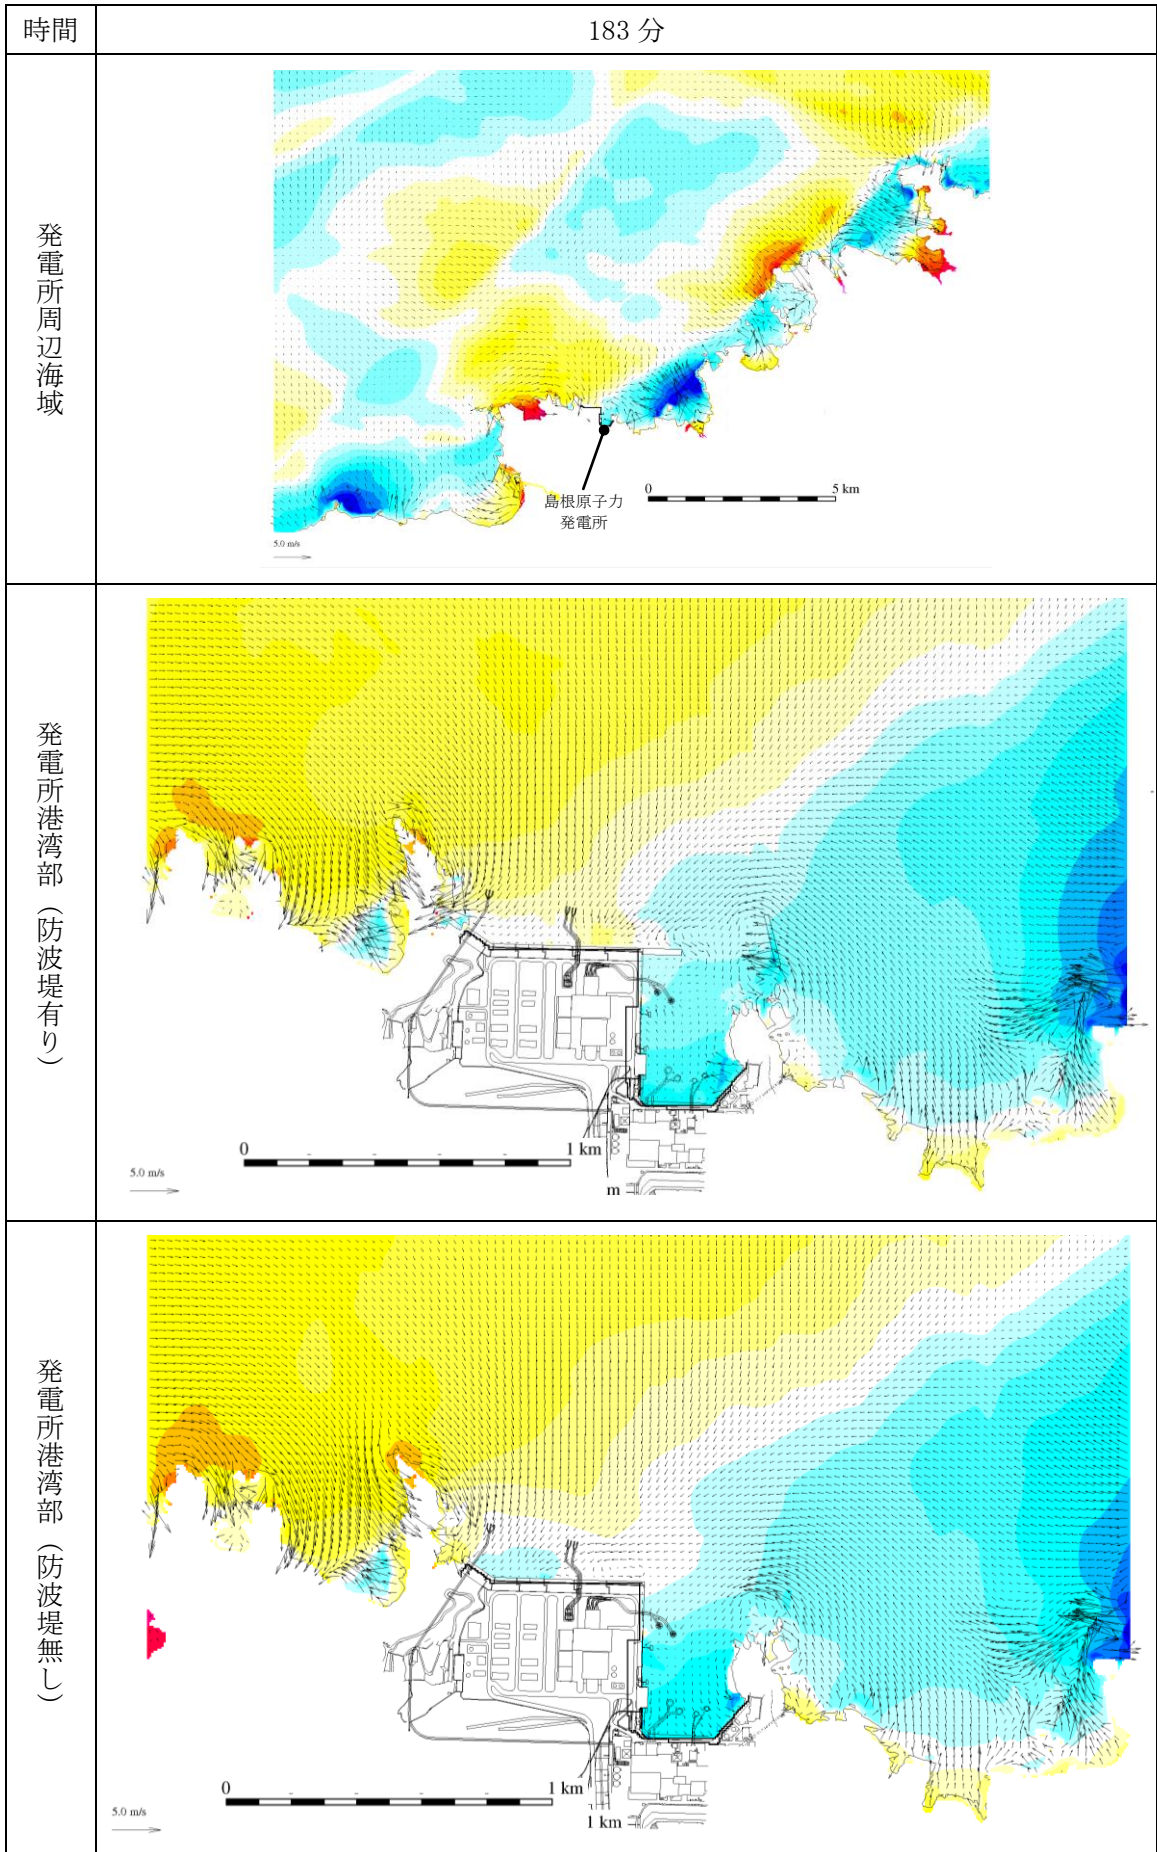 時間
183 分
発電所周辺海域
島根原子力
発電所
0
5 km
5.0 m/s
発電所港湾部（防波堤有り）
0
1 km
5.0 m/s
m
発電所港湾部（防波堤無し）
0
1 km
5.0 m/s
1 km